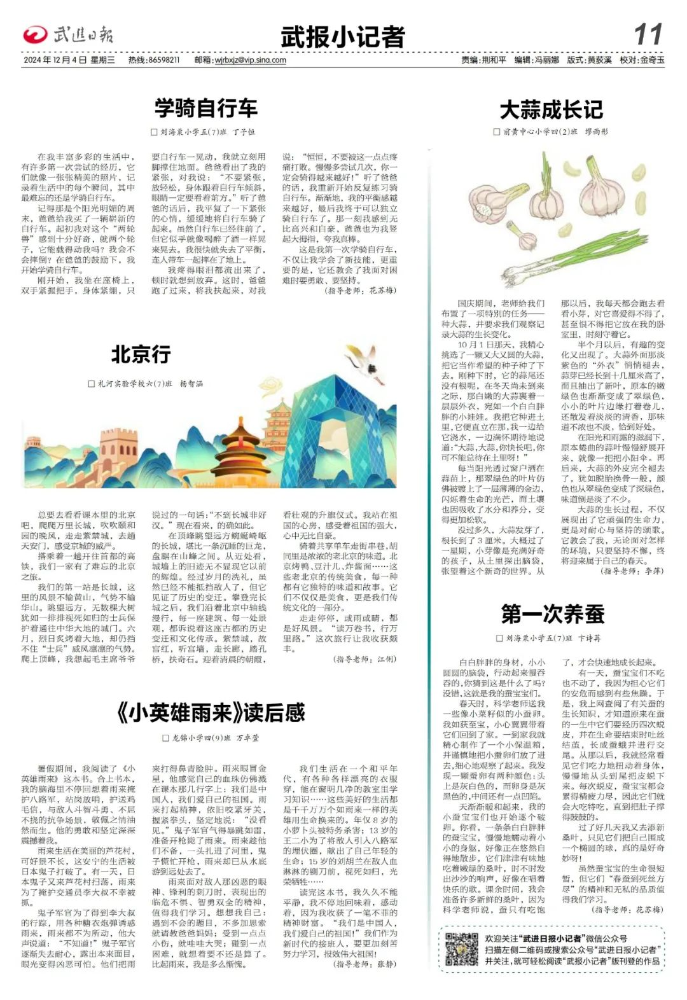 武进日报
武报小记者
11
2024年12月4日 星期三 热线:86598211 邮箱:wjrbxjz@vip.sina.com
责编:荆和平 编辑:冯丽娜 版式:黄荻溪 校对:金奇玉
学骑自行车
□ 刘海粟小学五(7)班 丁子恒
在我丰富多彩的生活中，
有许多第一次尝试的经历，它
们就像一张张精美的照片，记
录着生活中的每个瞬间，其中
最难忘的还是学骑自行车。
记得那是个阳光明媚的周
末，爸爸给我买了一辆崭新的
自行车。起初我对这个“两轮
兽”感到十分好奇，就两个轮
子，它能载得动我吗？我会不
会摔倒？在爸爸的鼓励下，我
开始学骑自行车。
刚开始，我坐在座椅上，
双手紧握把手，身体紧绷，只
要自行车一晃动，我就立刻用
脚撑住地面。爸爸看出了我的
紧张，对我说：“不要紧张，
放轻松，身体跟着自行车倾斜，
眼睛一定要看着前方。”听了爸
爸的话后，我平复了一下紧张
的心情，缓缓地将自行车骑了
起来。虽然自行车已经往前了，
但它似乎就像喝醉了酒一样晃
来晃去。我很快就失去了平衡，
连人带车一起摔在了地上。
我疼得眼泪都流出来了，
顿时就想到放弃。这时，爸爸
跑了过来，将我扶起来，对我
说：“恒恒，不要被这一点点疼
痛打败。慢慢多尝试几次，你一
定会骑得越来越好！”听了爸爸
的话，我重新开始反复练习骑
自行车。渐渐地，我的平衡感越
来越好，最后我终于可以独立
骑自行车了。那一刻我感到无
比高兴和自豪，爸爸也为我竖
起大拇指，夸我真棒。
这是我第一次学骑自行车，
不仅让我学会了新技能，更重
要的是，它还教会了我面对困
难时要勇敢、要坚持。
(指导老师：花苏梅)
北京行
□ 礼河实验学校六(7)班 杨智涵
总要去看看课本里的北京
吧，爬爬万里长城，吹吹颐和
园的晚风，走走紫禁城，去趟
天安门，感受京城的威严。
搭乘着一趟开往首都的高
铁，我们一家有了难忘的北京
之旅。
我们的第一站是长城，这
里的风景不输黄山，气势不输
华山。眺望远方，无数棵大树
犹如一排排视死如归的士兵保
护着通往中华大地的城门。六
月，烈日炙烤着大地，却仍挡
不住“士兵”威风凛凛的气势。
爬上顶峰，我想起毛主席爷爷
说过的一句话：“不到长城非好
汉。”现在看来，的确如此。
在顶峰眺望远方蜿蜒崎岖
的长城，堪比一条沉睡的巨龙，
盘踞在山峰之间。从近处看，
城墙上的旧迹无不显现它以前
的辉煌。经过岁月的洗礼，虽
然已经不能抵挡敌人了，但它
见证了历史的变迁。攀登完长
城之后，我们沿着北京中轴线
漫行，每一座建筑、每一处景
观，都诉说着这座古都的历史
变迁和文化传承。紫禁城，故
宫红，听宫墙，走长廊，踏孔
桥，扶奇石。迎着清晨的朝霞，
看壮观的升旗仪式。我站在祖
国的心房，感受着祖国的强大，
心中无比自豪。
骑着共享单车走街串巷，胡
同里是浓浓的老北京的味道。北
京烤鸭、豆汁儿、炸酱面……这
些老北京的传统美食，每一种
都有它独特的味道和故事。它
们不仅仅是美食，更是我们传
统文化的一部分。
走走停停，或雨或晴，都
是好风景。“读万卷书，行万
里路。”这次旅行让我收获颇
丰。
(指导老师：江俐)
《小英雄雨来》读后感
□ 龙锦小学四(9)班 万卓萱
暑假期间，我阅读了《小
英雄雨来》这本书。合上书本，
我的脑海里不停回想着雨来掩
护八路军，站岗放哨，护送鸡
毛信，与敌人斗智斗勇、不屈
不挠的抗争场景，敬佩之情油
然而生。他的勇敢和坚定深深
震撼着我。
雨来生活在美丽的芦花村，
可好景不长，这安宁的生活被
日本鬼子打破了。有一天，日
本鬼子又来芦花村扫荡，雨来
为了掩护交通员李大叔不幸被
抓。
鬼子军官为了得到李大叔
的行踪，用各种糖衣炮弹诱惑
雨来，雨来都不为所动，他大
声说道：“不知道!”鬼子军官
逐渐失去耐心，露出本来面目，
眼光变得凶恶可怕。他们把雨
来打得鼻青脸肿。雨来眼冒金
星，他感觉自己的血珠仿佛溅
在课本那几行字上：我们是中
国人，我们爱自己的祖国。雨
来打起精神，依旧咬紧牙关，
握紧拳头，坚定地说：“没看
见。”鬼子军官气得暴跳如雷，
准备开枪毙了雨来。雨来趁他
们不备，一头扎进了河里，鬼
子慌忙开枪，雨来却已从水底
游到远处去了。
雨来面对敌人那凶恶的眼
神、锋利的刺刀时，表现出的
临危不惧、智勇双全的精神，
值得我们学习。想想我自己：
遇到不会的题目，不多加思索
就请教爸爸妈妈；受到一点点
小伤，就哇哇大哭；碰到一点
困难，就想着要不还是算了。
比起雨来，我是多么惭愧。
我们生活在一个和平年
代，有各种各样漂亮的衣服
穿，能在窗明几净的教室里学
习知识……这些美好的生活都
是千千万万个如雨来一样的英
雄用生命换来的。年仅8岁的
小萝卜头被特务杀害；13岁的
王二小为了将敌人引入八路军
的埋伏圈，献出了自己年轻的
生命；15岁的刘胡兰在敌人血
淋淋的铡刀前，视死如归，光
荣牺牲……
读完这本书，我久久不能
平静，我不停地回味着，感动
着，因为我收获了一笔不菲的
精神财富。“我们是中国人，
我们爱自己的祖国!”我们作为
新时代的接班人，要更加刻苦
努力学习，报效伟大祖国!
(指导老师：张静)
大蒜成长记
□ 前黄中心小学四(2)班 缪雨彤
国庆期间，老师给我们
布置了一项特别的任务——
种大蒜，并要求我们观察记
录大蒜的生长变化。
10月1日那天，我精心
挑选了一颗又大又圆的大蒜，
把它当作希望的种子种了下
去。刚种下时，它的蒜尾还
没有根呢，在冬天尚未到来
之际，那白嫩的大蒜裹着一
层层外衣，宛如一个白白胖
胖的小娃娃。我把它种进土
里，它便直立在那，我一边给
它浇水，一边满怀期待地说
道：“大蒜，大蒜，你快长吧，你
可不能总待在土里呀！”
每当阳光透过窗户洒在
蒜苗上，那翠绿色的叶片仿
佛被镀上了一层薄薄的金边，
闪烁着生命的光芒，而土壤
也因吸收了水分和养分，变
得更加松软。
没过多久，大蒜发芽了，
根长到了3厘米。大概过了
一星期，小芽像是充满好奇
的孩子，从土里探出脑袋，
张望着这个新奇的世界。从
那以后，我每天都会跑去看
看小芽，对它喜爱得不得了，
甚至恨不得把它放在我的卧
室里，时刻守着它。
半个月以后，有趣的变
化又出现了。大蒜外面那淡
紫色的“外衣”悄悄褪去，
蒜芽已经长到十几厘米高了，
而且抽出了新叶，原本的嫩
绿色也渐渐变成了翠绿色，
小小的叶片边缘打着卷儿，
还散发着淡淡的清香，那味
道不浓也不淡，恰到好处。
在阳光和雨露的滋润下，
原本蜷曲的蒜叶慢慢舒展开
来，就像一把把小阳伞。再
后来，大蒜的外皮完全褪去
了，犹如脱胎换骨一般，颜
色也从翠绿色变成了深绿色，
味道倒是淡了不少。
大蒜的生长过程，不仅
展现出了它顽强的生命力，
更是对耐心与坚持的颂歌。
它教会了我，无论面对怎样
的环境，只要坚持不懈，终
将迎来属于自己的春天。
(指导老师：李萍)
第一次养蚕
□ 刘海粟小学五(7)班 卞诗苒
白白胖胖的身材，小小
圆圆的脑袋，行动起来慢吞
吞的，你猜到这是什么了吗？
没错，这就是我的蚕宝宝们。
春天时，科学老师送我
一些像小菜籽似的小蚕卵。
我如获至宝，小心翼翼带着
它们回到了家。一到家我就
精心制作了一个小保温箱，
并谨慎地把小蚕卵们放了进
去，细心地观察了起来。我发
现一颗蚕卵有两种颜色：头
上是灰白色的，而卵身是灰
黑色的，中间还有一点凹陷。
天渐渐暖和起来，我的
小蚕宝宝们也开始逐个破
卵。你看，一条条白白胖胖
的蚕宝宝，慢慢地蠕动着小
小的身躯，好像正在悠然自
得地散步，它们津津有味地
吃着嫩绿的桑叶，时不时发
出沙沙的响声，好像在唱着
快乐的歌。课余时间，我会
准备许多新鲜的桑叶，因为
科学老师说，蚕只有吃饱
了，才会快速地成长起来。
有一天，蚕宝宝们不吃
也不动了，我因为担心它们
的安危而感到有些焦躁。于
是，我上网查阅了有关蚕的
生长知识，才知道原来在蚕
的一生中它们要经历四次蜕
皮，并在生命要结束时吐丝
结茧，长成蚕蛾并进行交
尾。从那以后，我就经常看
见它们吃力地扭动着身体，
慢慢地从头到尾把皮蜕下
来。每次蜕皮，蚕宝宝都会
累得精疲力尽，因此它们就
会大吃特吃，直到把肚子撑
得鼓鼓的。
过了好几天我又去添新
桑叶，只见它们把自己围成
一个椭圆的球，真的是好奇
妙呀!
虽然蚕宝宝的生命很短
暂，但它们“春蚕到死丝方
尽”的精神和无私的品质值
得我们学习。
(指导老师：花苏梅)
欢迎关注“武进日报小记者”微信公众号
扫描左侧二维码或搜索公众号“武进日报小记者”
并关注，就可轻松阅读“武报小记者”版刊登的作品